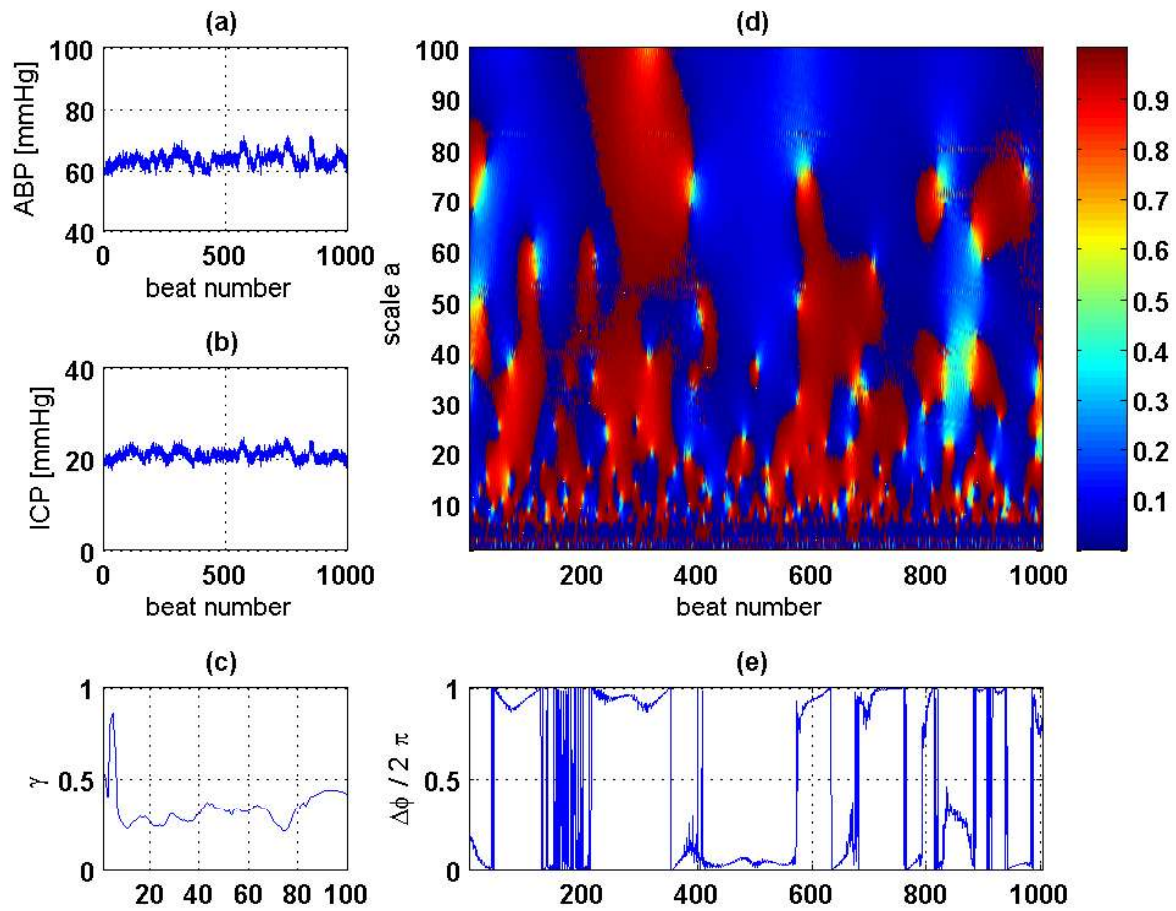 (a)
ABP [mmHg]
100
80
60
40
0 500 1000
beat number
(b)
ICP [mmHg]
40
20
0
0 500 1000
beat number
(c)
γ
1
0.5
0
20 40 60 80 100
(d)
scale a
100
90
80
70
60
50
40
30
20
10
200 400 600 800 1000
beat number
0.9
0.8
0.7
0.6
0.5
0.4
0.3
0.2
0.1
(e)
Δϕ / 2 π
1
0.5
0
200 400 600 800 1000